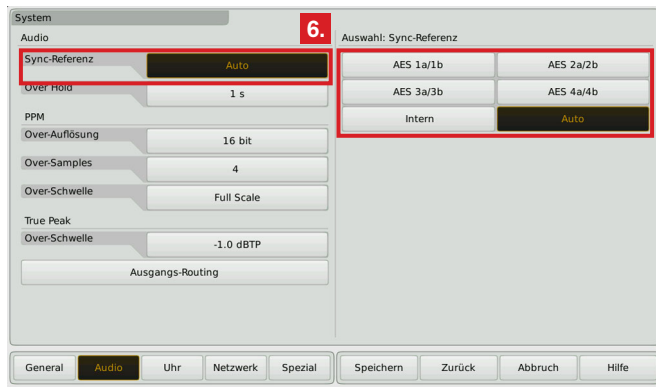 System
6.
Audio
Sync-Referenz
Auto
Over Hold
1 s
PPM
Over-Auflösung
16 bit
Over-Samples
4
Over-Schwelle
Full Scale
True Peak
Over-Schwelle
-1.0 dBTP
Ausgangs-Routing
Auswahl: Sync-Referenz
AES 1a/1b
AES 2a/2b
AES 3a/3b
AES 4a/4b
Intern
Auto
General
Audio
Uhr
Netzwerk
Spezial
Speichern
Zurück
Abbruch
Hilfe